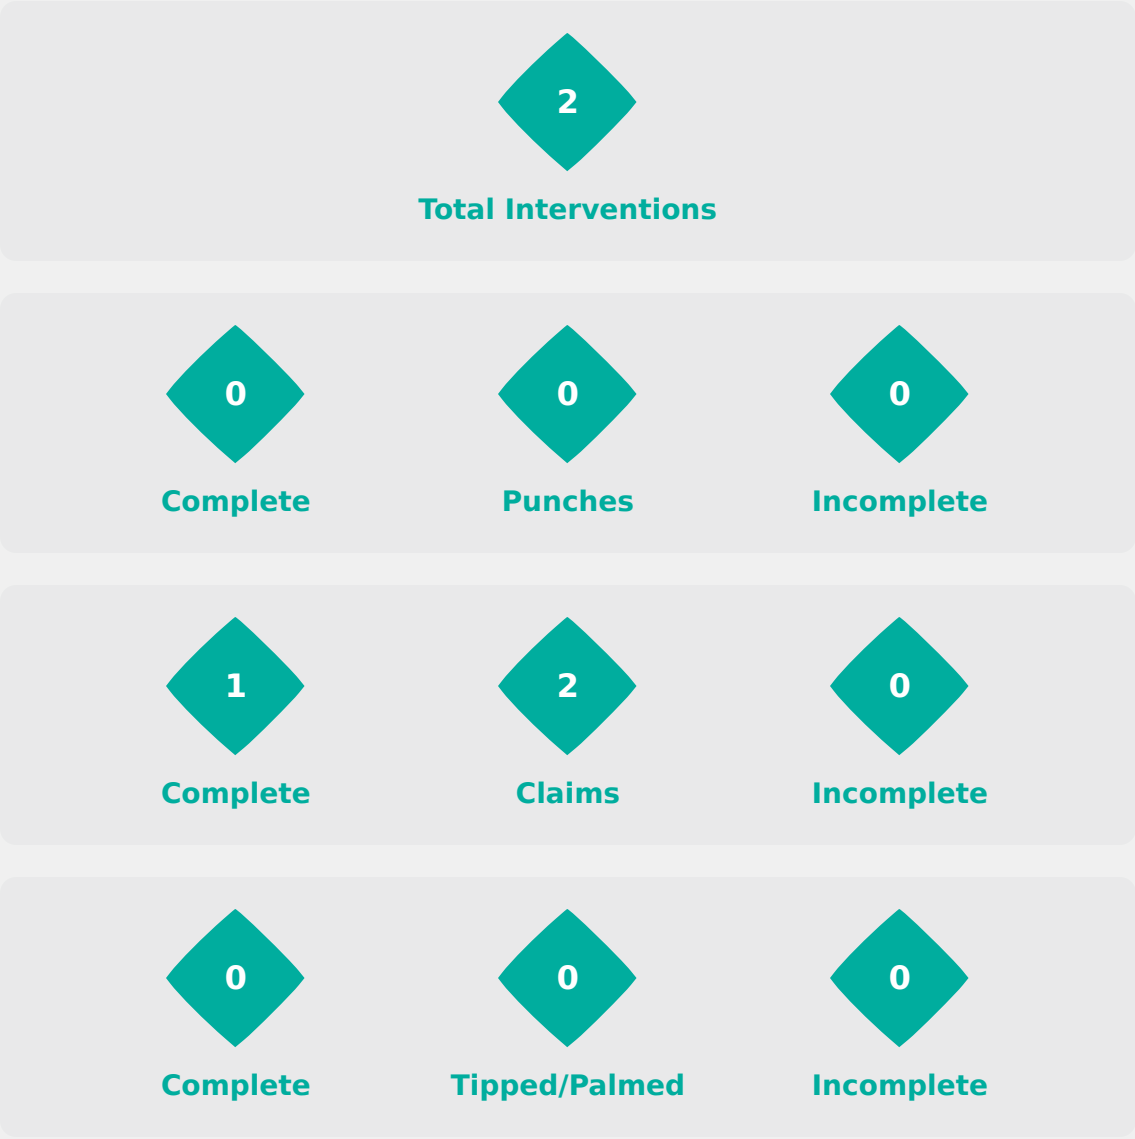 2
Total Interventions
0 0 0
Complete Punches Incomplete
1 2 0
Complete Claims Incomplete
0 0 0
Complete Tipped/Palmed Incomplete